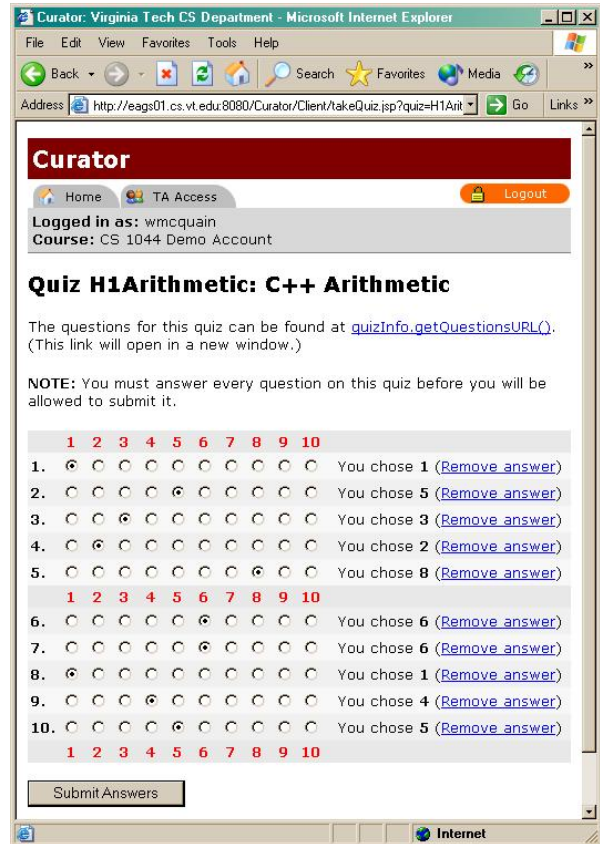 Curator: Virginia Tech CS Department - Microsoft Internet Explorer
File Edit View Favorites Tools Help
Back Search Favorites Media »
Address http://eags01.cs.vt.edu:8080/Curator/Client/takeQuiz.jsp?quiz=H1Arit Go Links »
Curator
Home TA Access Logout
Logged in as: wmcquain
Course: CS 1044 Demo Account
Quiz H1Arithmetic: C++ Arithmetic
The questions for this quiz can be found at quizInfo.getQuestionsURL().
(This link will open in a new window.)
NOTE: You must answer every question on this quiz before you will be
allowed to submit it.
1 2 3 4 5 6 7 8 9 10
1. You chose 1 (Remove answer)
2. You chose 5 (Remove answer)
3. You chose 3 (Remove answer)
4. You chose 2 (Remove answer)
5. You chose 8 (Remove answer)
1 2 3 4 5 6 7 8 9 10
6. You chose 6 (Remove answer)
7. You chose 6 (Remove answer)
8. You chose 1 (Remove answer)
9. You chose 4 (Remove answer)
10. You chose 5 (Remove answer)
1 2 3 4 5 6 7 8 9 10
Submit Answers
Internet